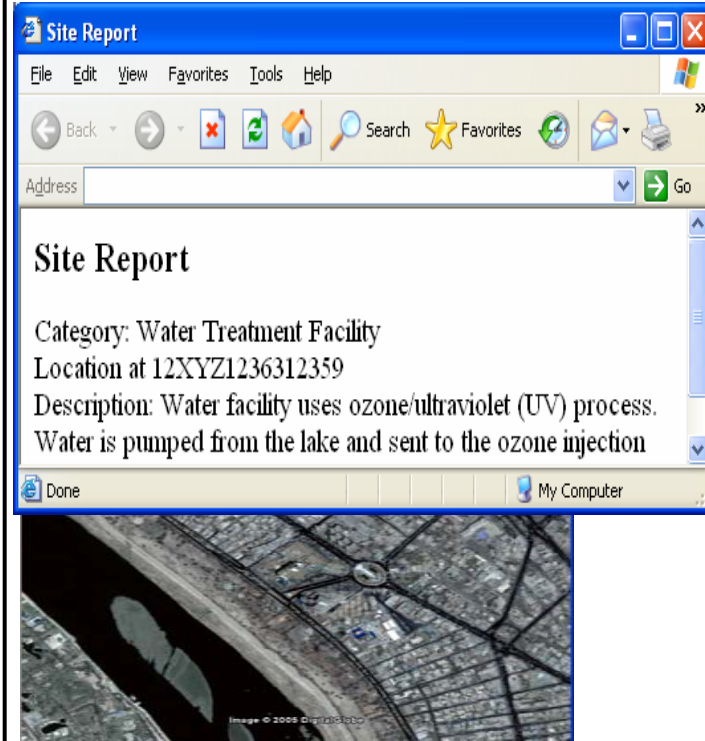 Site Report
File Edit View Favorites Tools Help
Back Search Favorites »
Address Go
Site Report
Category: Water Treatment Facility
Location at 12XYZ1236312359
Description: Water facility uses ozone/ultraviolet (UV) process.
Water is pumped from the lake and sent to the ozone injection
Done My Computer
Image © 2005 DigitalGlobe